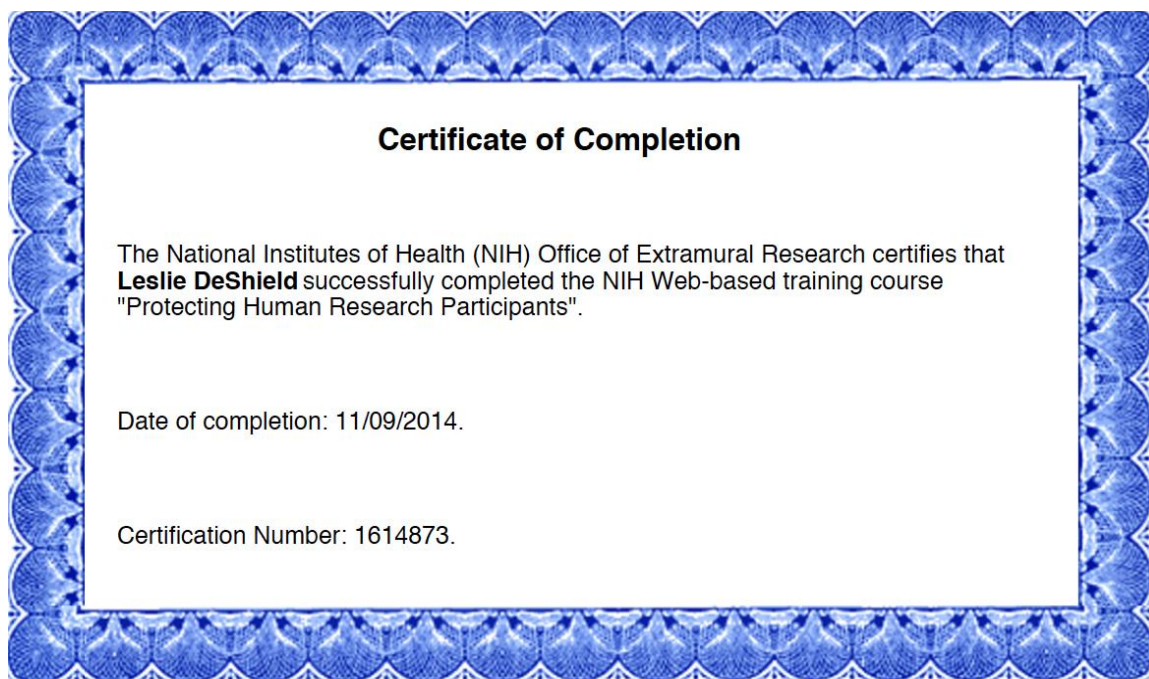 Certificate of Completion
The National Institutes of Health (NIH) Office of Extramural Research certifies that
Leslie DeShield successfully completed the NIH Web-based training course
"Protecting Human Research Participants".
Date of completion: 11/09/2014.
Certification Number: 1614873.